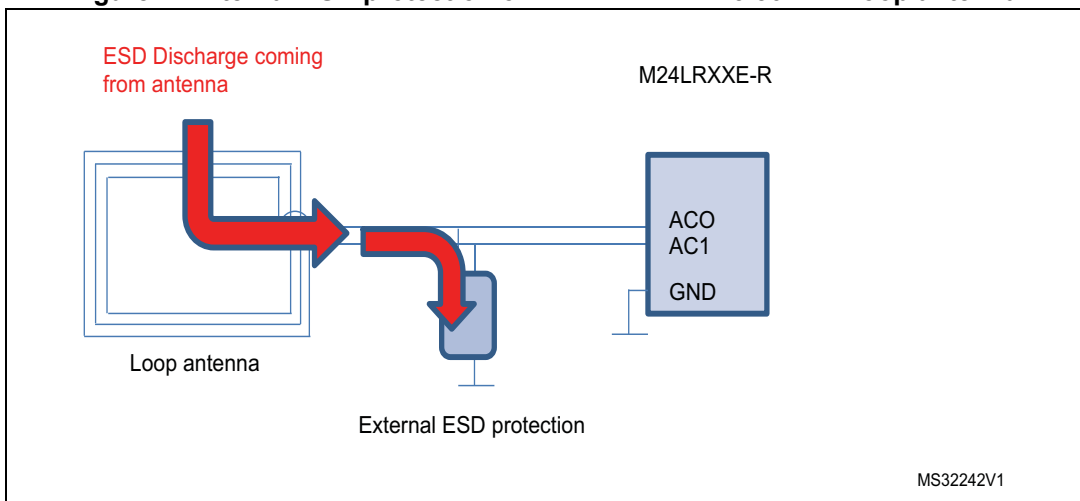 ESD Discharge coming
from antenna
M24LRXXE-R
ACO
AC1
GND
Loop antenna
External ESD protection
MS32242V1